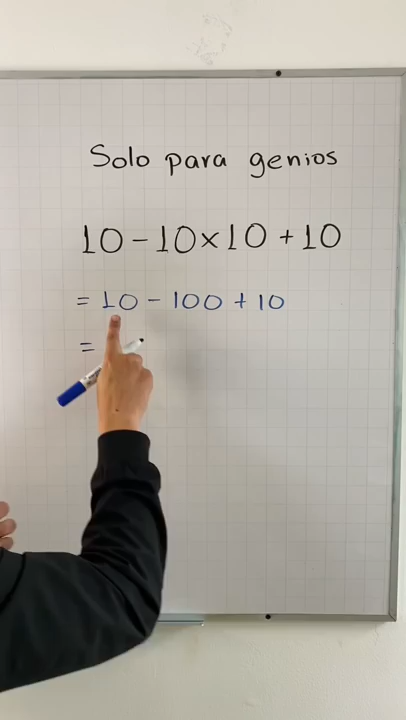 Solo para genios
10 - 10 x 10 + 10
= 10 - 100 + 10
=